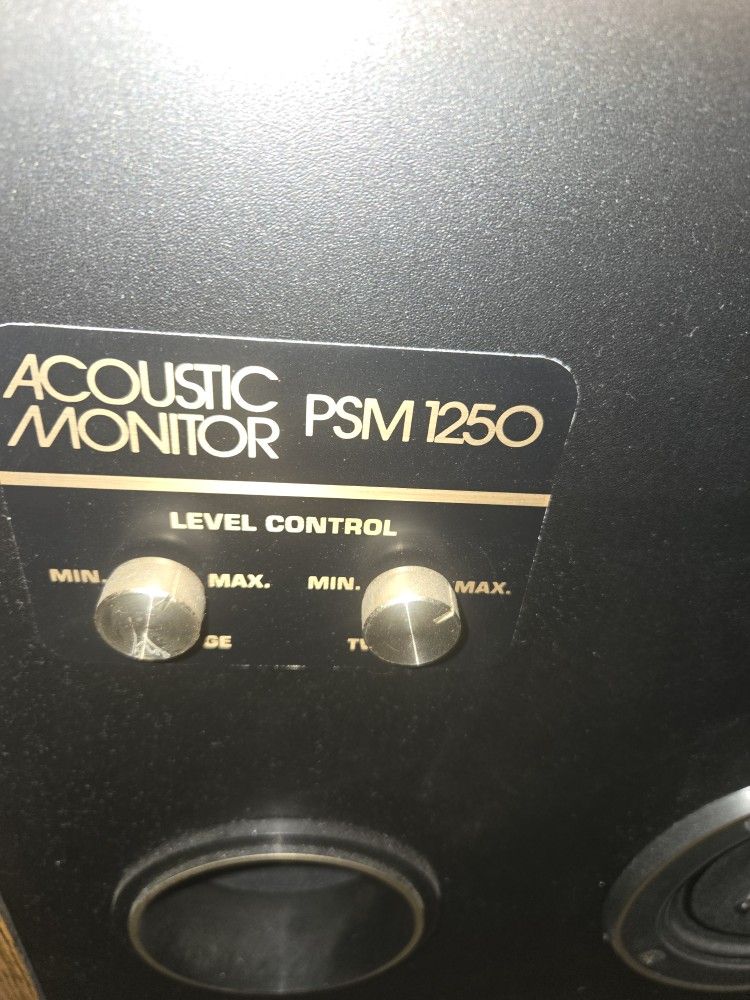 ACOUSTIC MONITOR PSM 1250
LEVEL CONTROL
MIN. MAX. MIN. MAX.